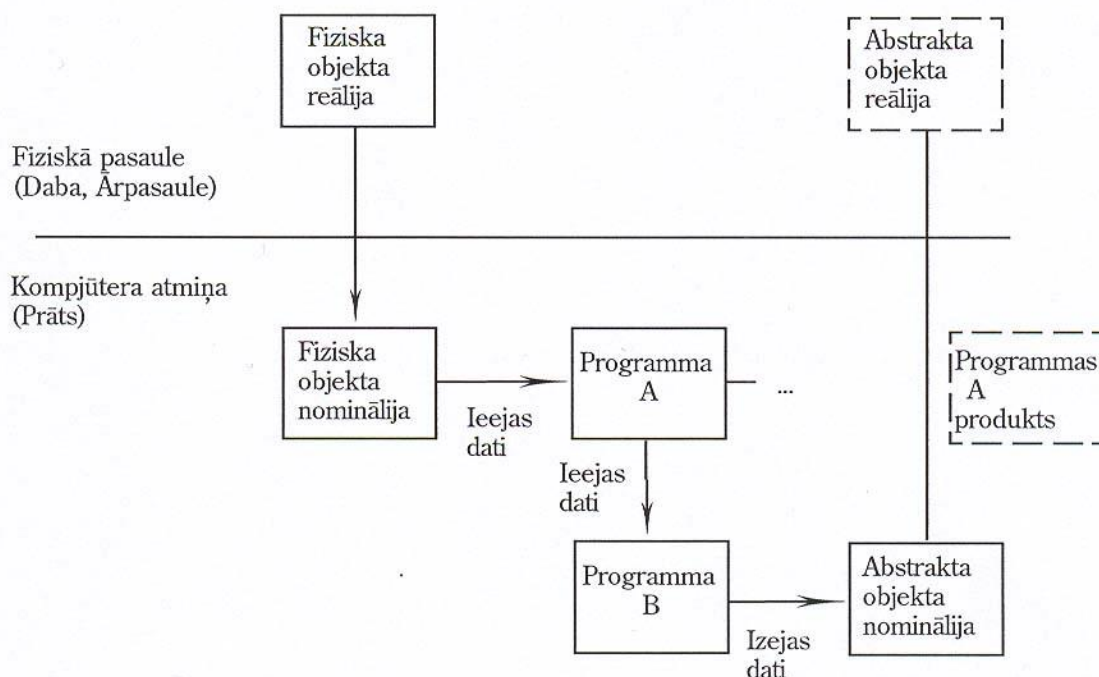 Fiziska
objekta
reālija
Abstrakta
objekta
reālija
Fiziskā pasaule
(Daba, Ārpasaule)
Kompjūtera atmiņa
(Prāts)
Fiziska
objekta
nominālija
Ieejas
dati
Programma
A
...
Programmas
A
produkts
Ieejas
dati
Programma
B
Izejas
dati
Abstrakta
objekta
nominālija